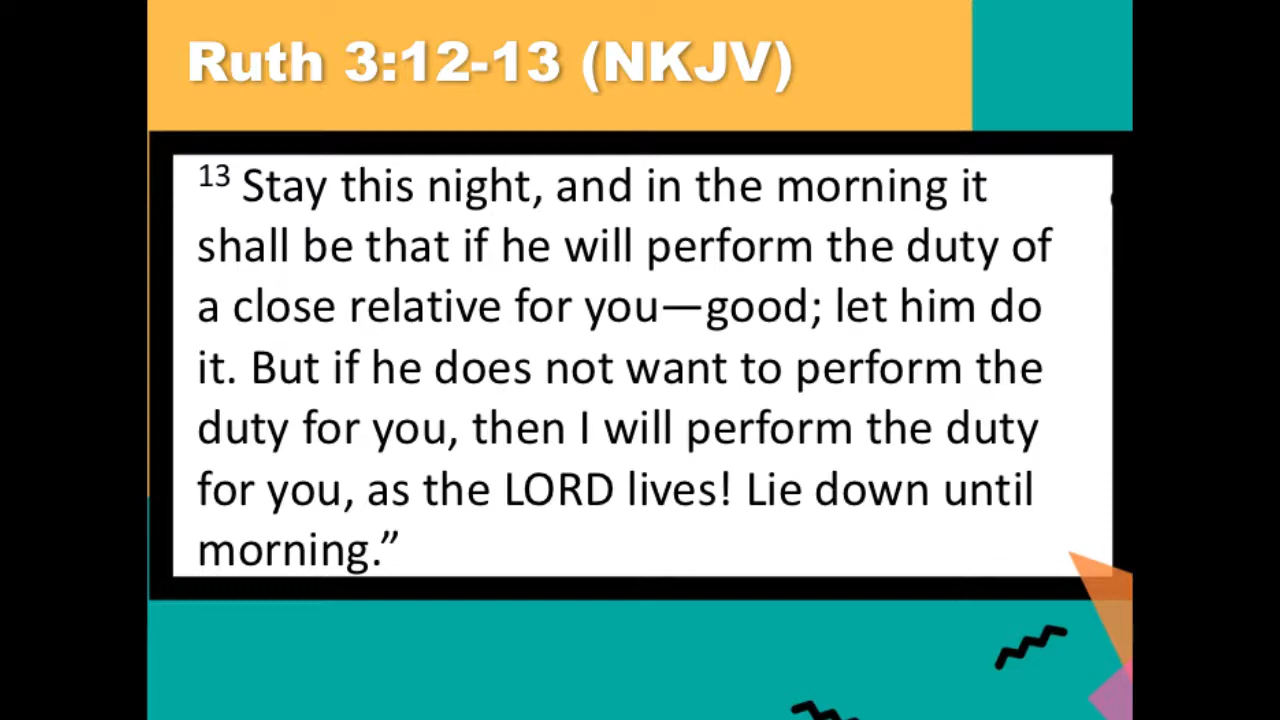 Ruth 3:12-13 (NKJV)
13 Stay this night, and in the morning it
shall be that if he will perform the duty of
a close relative for you—good; let him do
it. But if he does not want to perform the
duty for you, then I will perform the duty
for you, as the LORD lives! Lie down until
morning.”